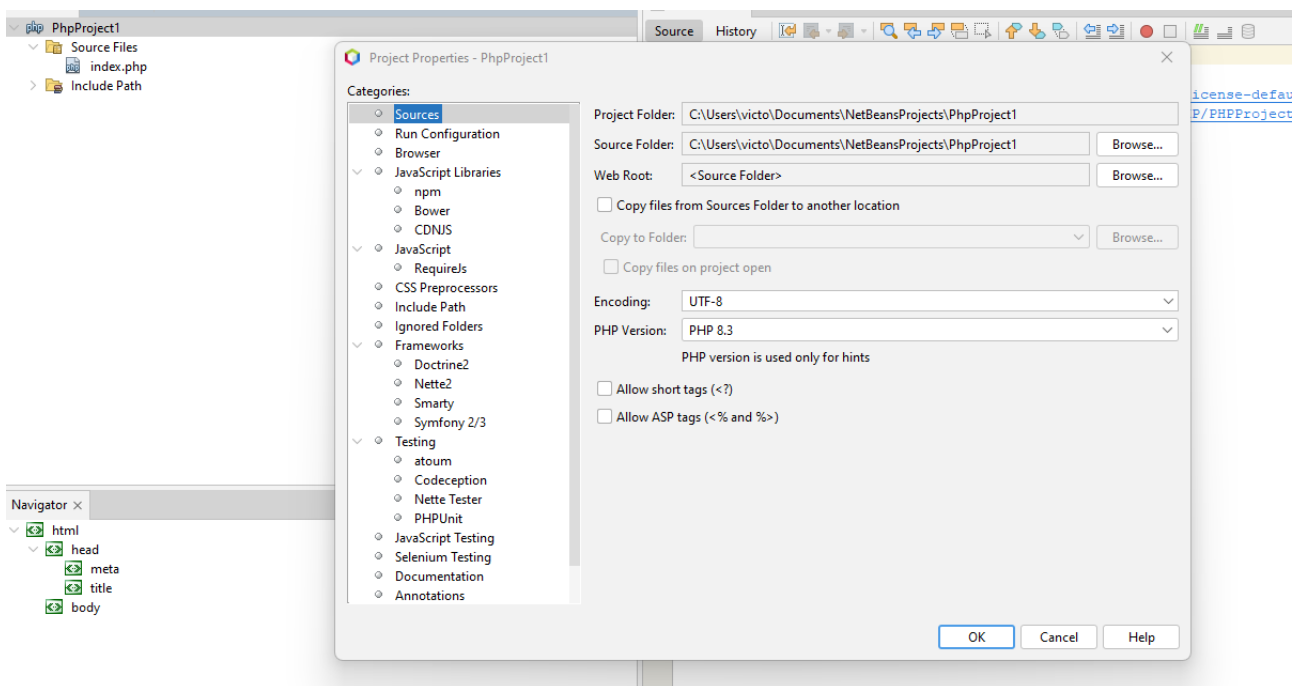 PhpProject1
Source Files
index.php
Include Path
Navigator
html
head
meta
title
body
Source History
icense-defau
P/PHPProject
Project Properties - PhpProject1
Categories:
Sources
Run Configuration
Browser
JavaScript Libraries
npm
Bower
CDNJS
JavaScript
RequireJs
CSS Preprocessors
Include Path
Ignored Folders
Frameworks
Doctrine2
Nette2
Smarty
Symfony 2/3
Testing
atoum
Codeception
Nette Tester
PHPUnit
JavaScript Testing
Selenium Testing
Documentation
Annotations
Project Folder: C:\Users\victo\Documents\NetBeansProjects\PhpProject1
Source Folder: C:\Users\victo\Documents\NetBeansProjects\PhpProject1 Browse...
Web Root: <Source Folder> Browse...
Copy files from Sources Folder to another location
Copy to Folder: Browse...
Copy files on project open
Encoding: UTF-8
PHP Version: PHP 8.3
PHP version is used only for hints
Allow short tags (<?)
Allow ASP tags (<% and %>)
OK Cancel Help